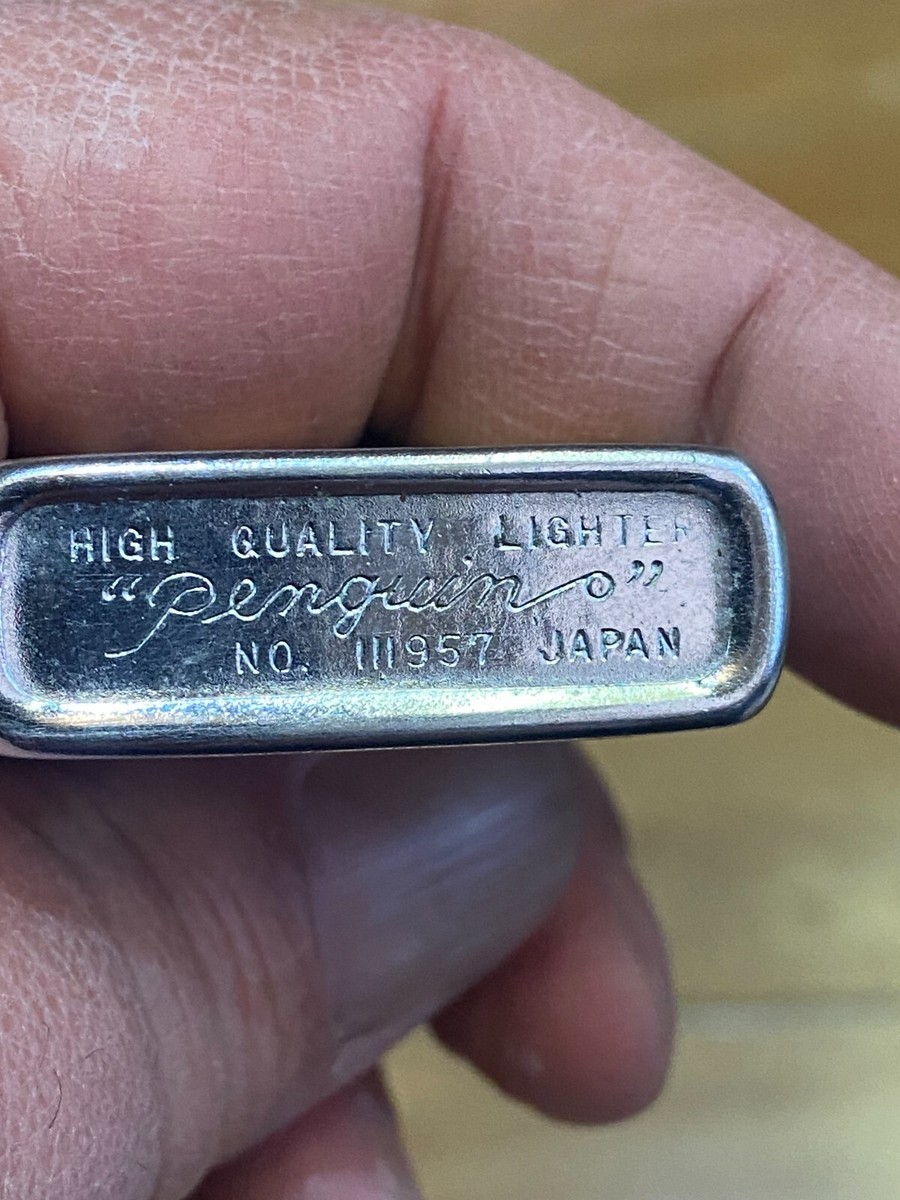 HIGH QUALITY LIGHTER
“Penguin”
NO. 111957 JAPAN